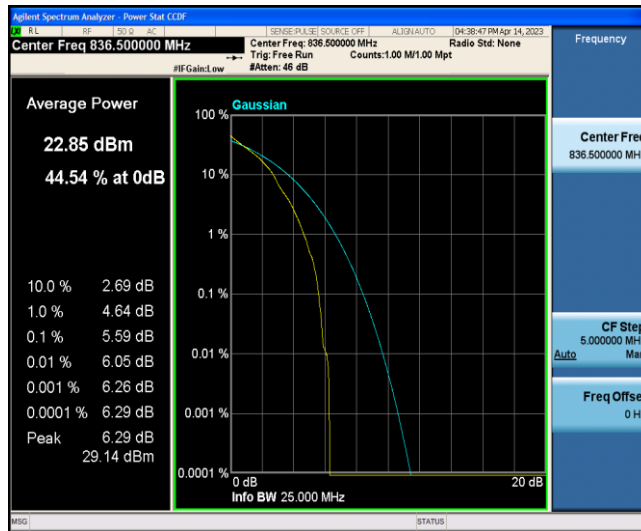 Agilent Spectrum Analyzer - Power Stat CCDF
RL RF 50 Ω AC SENSE:PULSE SOURCE OFF ALIGN AUTO 04:38:47 PM Apr 14, 2023
Center Freq 836.500000 MHz
Center Freq: 836.500000 MHz Radio Std: None
Trig: Free Run Counts:1.00 M/1.00 Mpt
#IFGain:Low #Atten: 46 dB
Frequency
Average Power
22.85 dBm
44.54 % at 0dB
10.0 % 2.69 dB
1.0 % 4.64 dB
0.1 % 5.59 dB
0.01 % 6.05 dB
0.001 % 6.26 dB
0.0001 % 6.29 dB
Peak 6.29 dB
29.14 dBm
Gaussian
100 %
10 %
1 %
0.1 %
0.01 %
0.001 %
0.0001 %
0 dB 20 dB
Info BW 25.000 MHz
Center Freq
836.500000 MH
CF Step
5.000000 MH
Auto Ma
Freq Offse
0 H
MSG STATUS